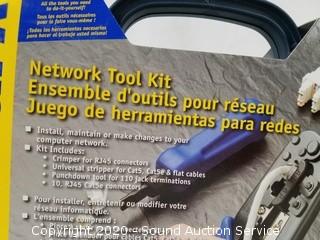 All the tools you need
to do-it-yourself!
Tous les outils nécessaires
pour le faire vous-même !
¡Todas las herramientas necesarias
para hacer el trabajo usted mismo!
Network Tool Kit
Ensemble d'outils pour réseau
Juego de herramientas para redes
Install, maintain or make changes to your
computer network.
Kit Includes:
- Crimper for RJ45 connectors
- Universal stripper for Cat5, Cat5e & flat cables
- Punchdown tool for 110 jack terminations
- 10, RJ45 Cat5e connectors
Pour installer, entretenir ou modifier votre
réseau informatique.
L'ensemble comprend :
pour câbles Cat5
Copyright 2020 - Sound Auction Service